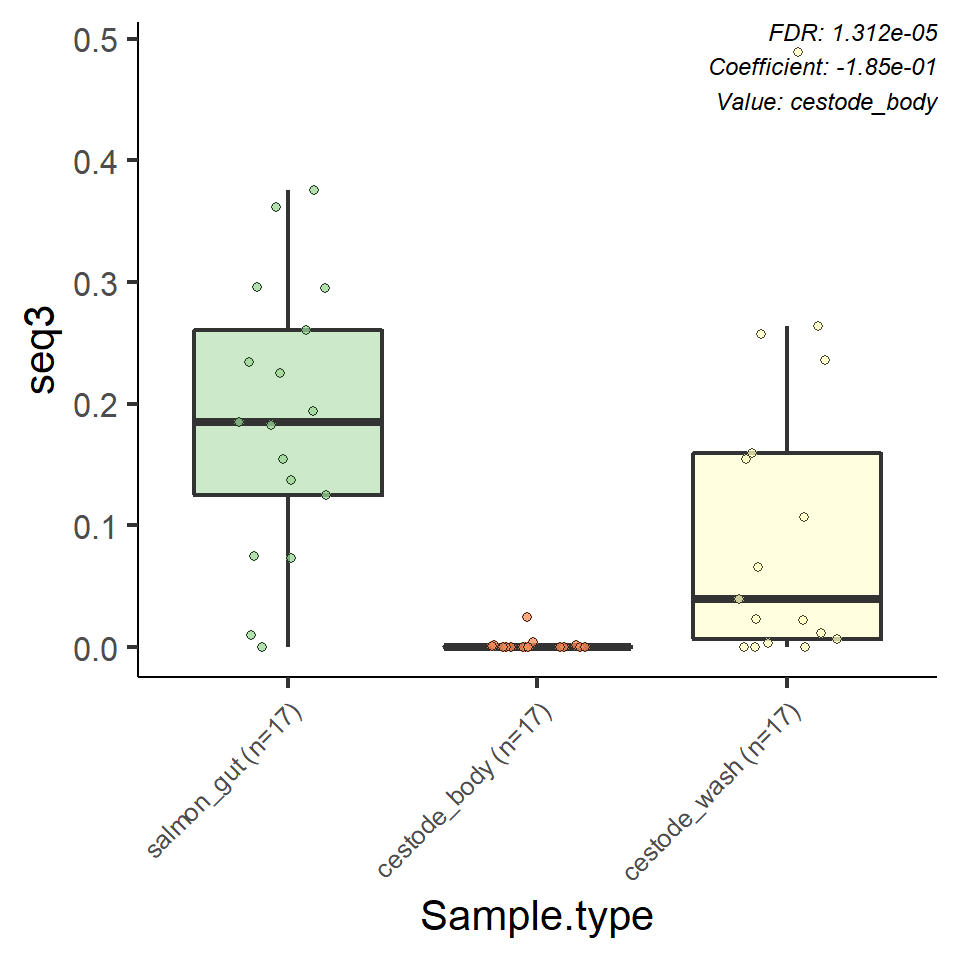 FDR: 1.312e-05
Coefficient: -1.85e-01
Value: cestode_body
0.5
0.4
0.3
0.2
0.1
0.0
seq3
salmon_gut (n=17)
cestode_body (n=17)
cestode_wash (n=17)
Sample.type